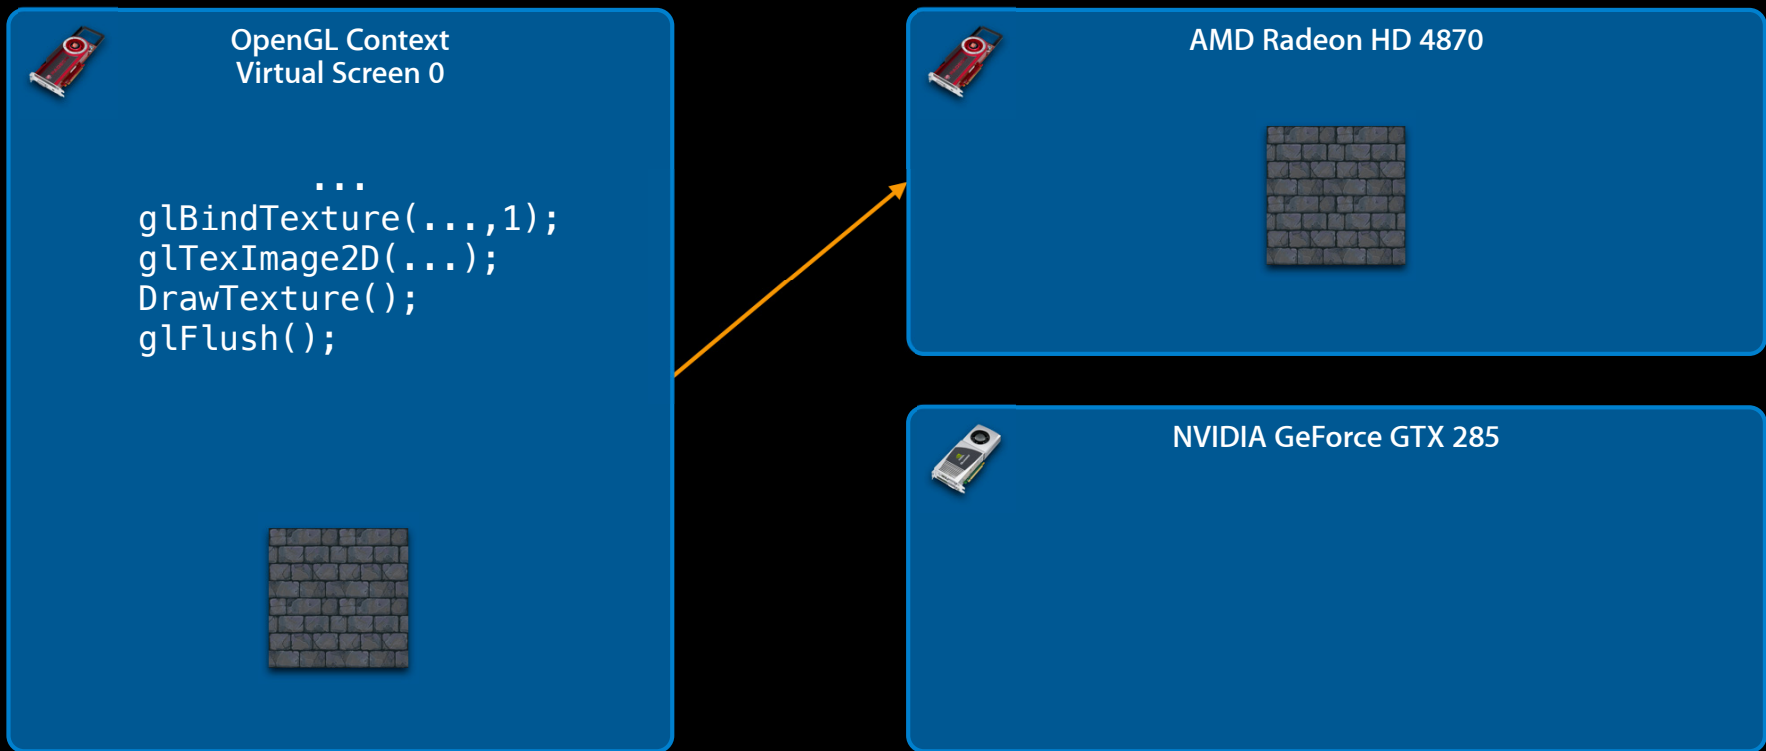 OpenGL Context
Virtual Screen 0
...
glBindTexture(...,1);
glTexImage2D(...);
DrawTexture();
glFlush();
AMD Radeon HD 4870
NVIDIA GeForce GTX 285